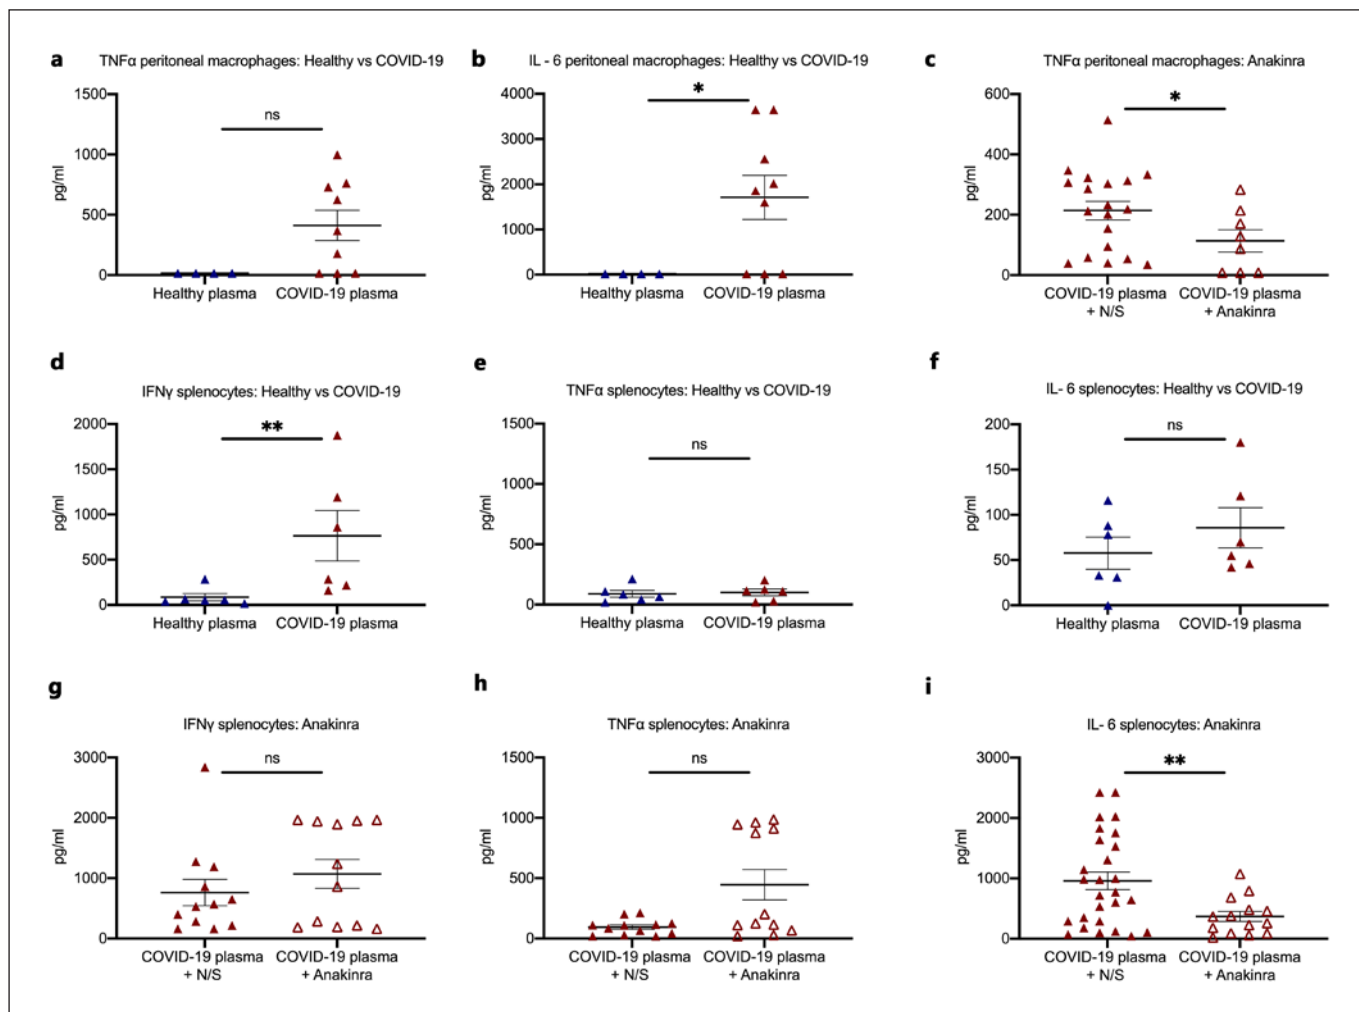 a
TNFα peritoneal macrophages: Healthy vs COVID-19
1500
1000
500
0
pg/ml
ns
Healthy plasma
COVID-19 plasma
b
IL - 6 peritoneal macrophages: Healthy vs COVID-19
4000
3000
2000
1000
0
pg/ml
*
Healthy plasma
COVID-19 plasma
c
TNFα peritoneal macrophages: Anakinra
600
400
200
0
pg/ml
*
COVID-19 plasma
+ N/S
COVID-19 plasma
+ Anakinra
d
IFNγ splenocytes: Healthy vs COVID-19
2000
1500
1000
500
0
pg/ml
**
Healthy plasma
COVID-19 plasma
e
TNFα splenocytes: Healthy vs COVID-19
1500
1000
500
0
pg/ml
ns
Healthy plasma
COVID-19 plasma
f
IL- 6 splenocytes: Healthy vs COVID-19
200
150
100
50
0
pg/ml
ns
Healthy plasma
COVID-19 plasma
g
IFNγ splenocytes: Anakinra
3000
2000
1000
0
pg/ml
ns
COVID-19 plasma
+ N/S
COVID-19 plasma
+ Anakinra
h
TNFα splenocytes: Anakinra
1500
1000
500
0
pg/ml
ns
COVID-19 plasma
+ N/S
COVID-19 plasma
+ Anakinra
i
IL- 6 splenocytes: Anakinra
3000
2000
1000
0
pg/ml
**
COVID-19 plasma
+ N/S
COVID-19 plasma
+ Anakinra